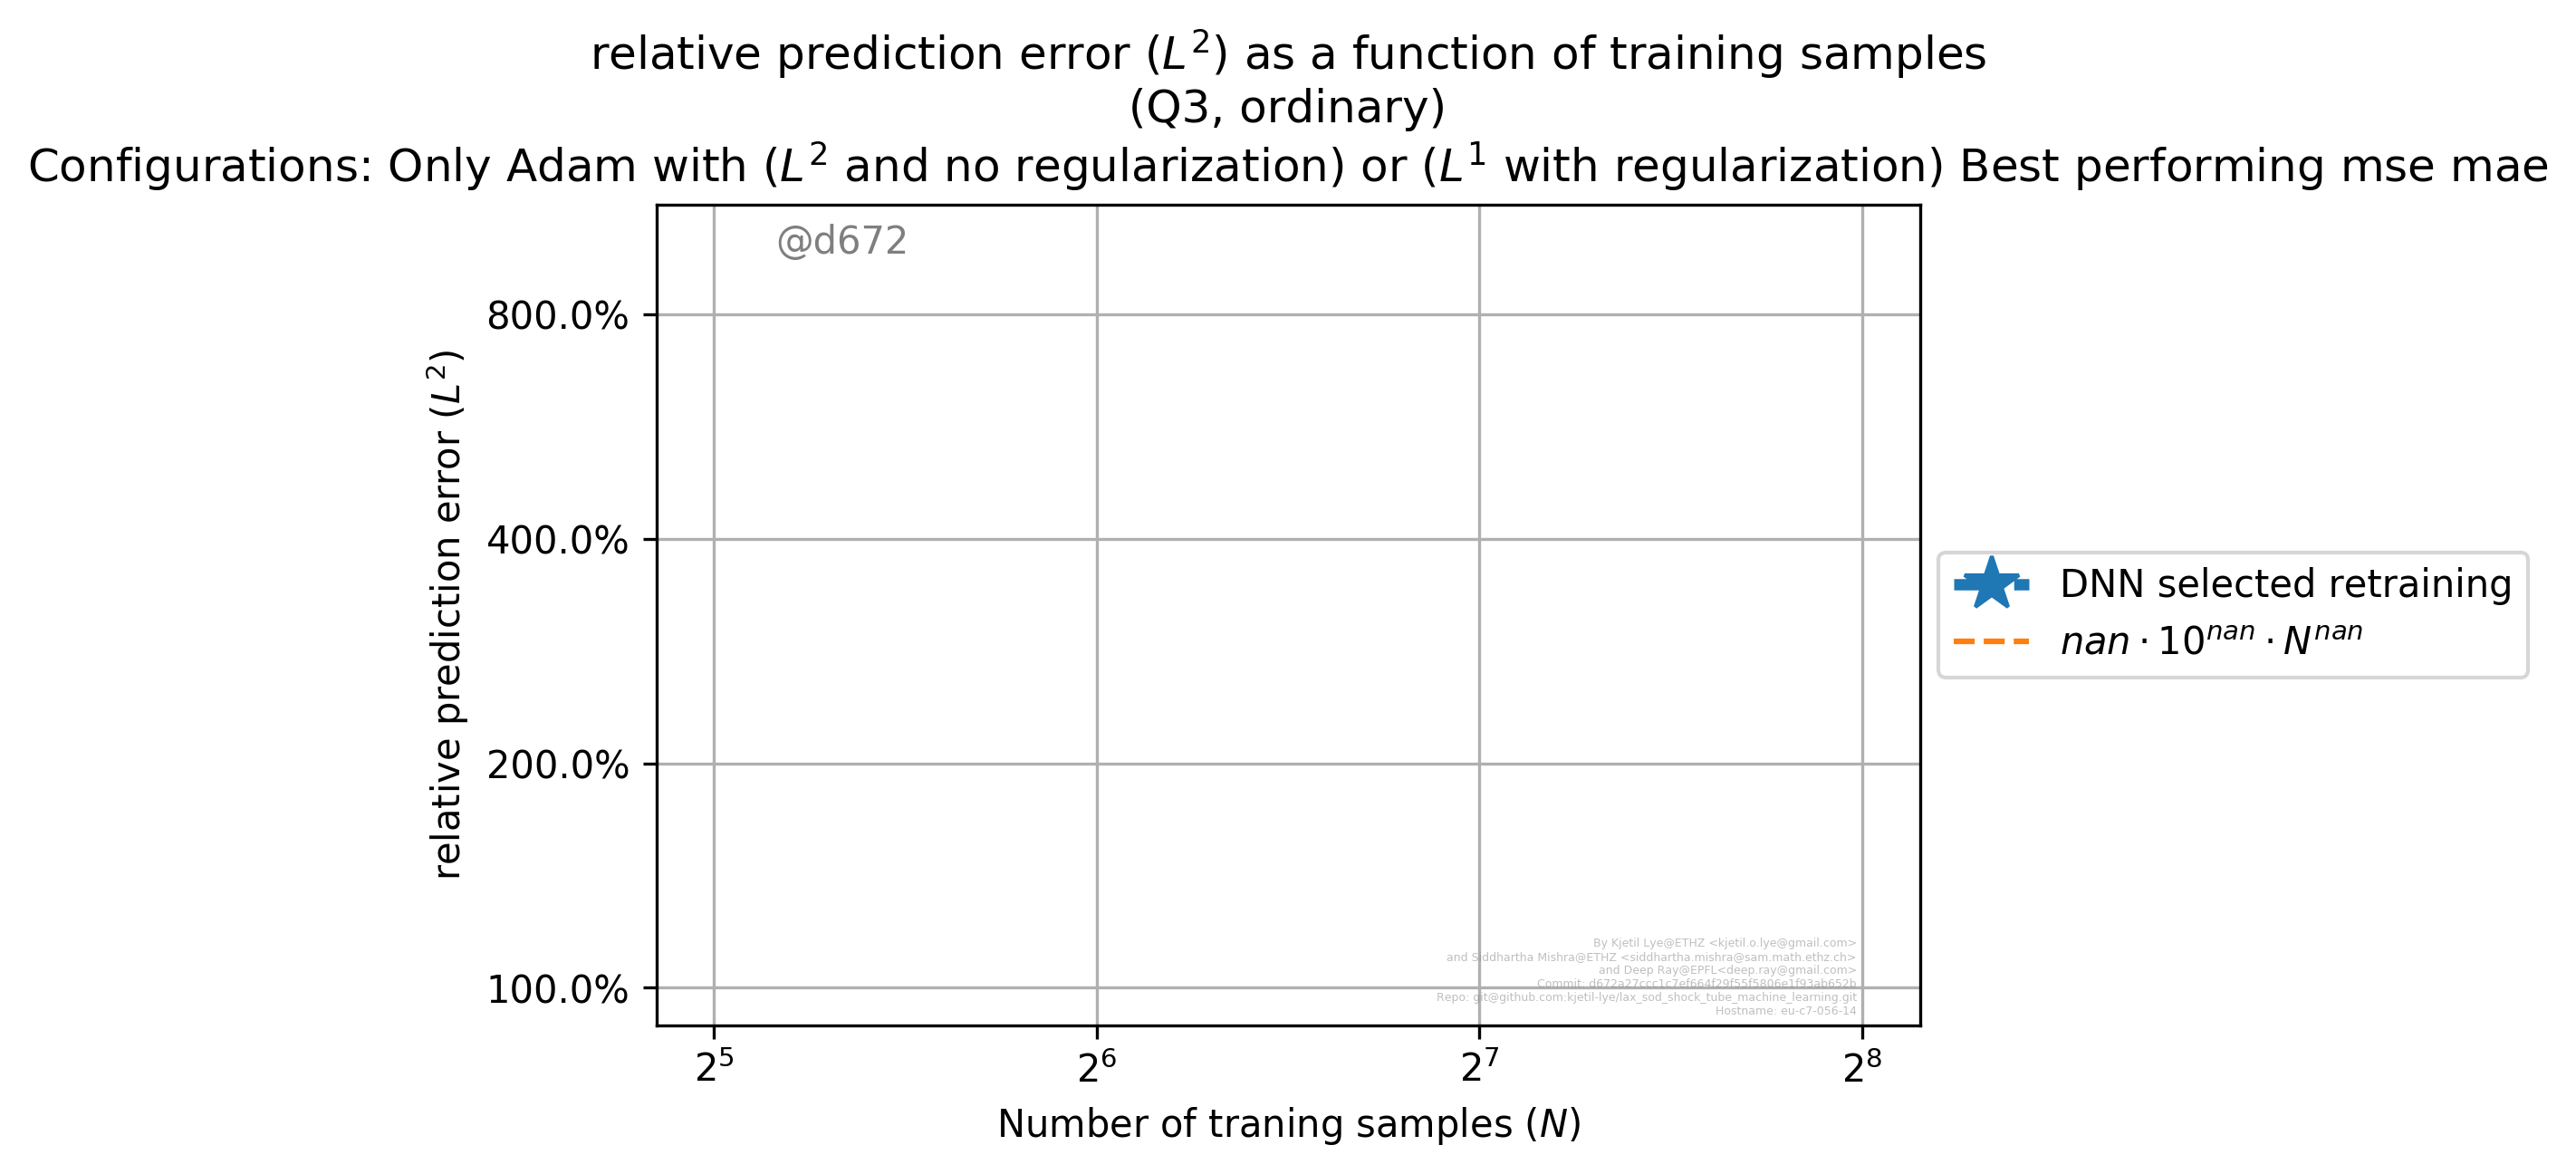 relative prediction error (L²) as a function of training samples
(Q3, ordinary)
Configurations: Only Adam with (L² and no regularization) or (L¹ with regularization) Best performing mse mae
@d672
relative prediction error (L²)
800.0%
400.0%
200.0%
100.0%
DNN selected retraining
nan · 10^nan · N^nan
By Kjetil Lye@ETHZ <kjetil.o.lye@gmail.com>
and Siddhartha Mishra@ETHZ <siddhartha.mishra@sam.math.ethz.ch>
and Deep Ray@EPFL<deep.ray@gmail.com>
Commit: d672a27ccc1c7ef664f29f55f5806e1f93ab652b
Repo: git@github.com:kjetil-lye/lax_sod_shock_tube_machine_learning.git
Hostname: eu-c7-056-14
2⁵ 2⁶ 2⁷ 2⁸
Number of traning samples (N)